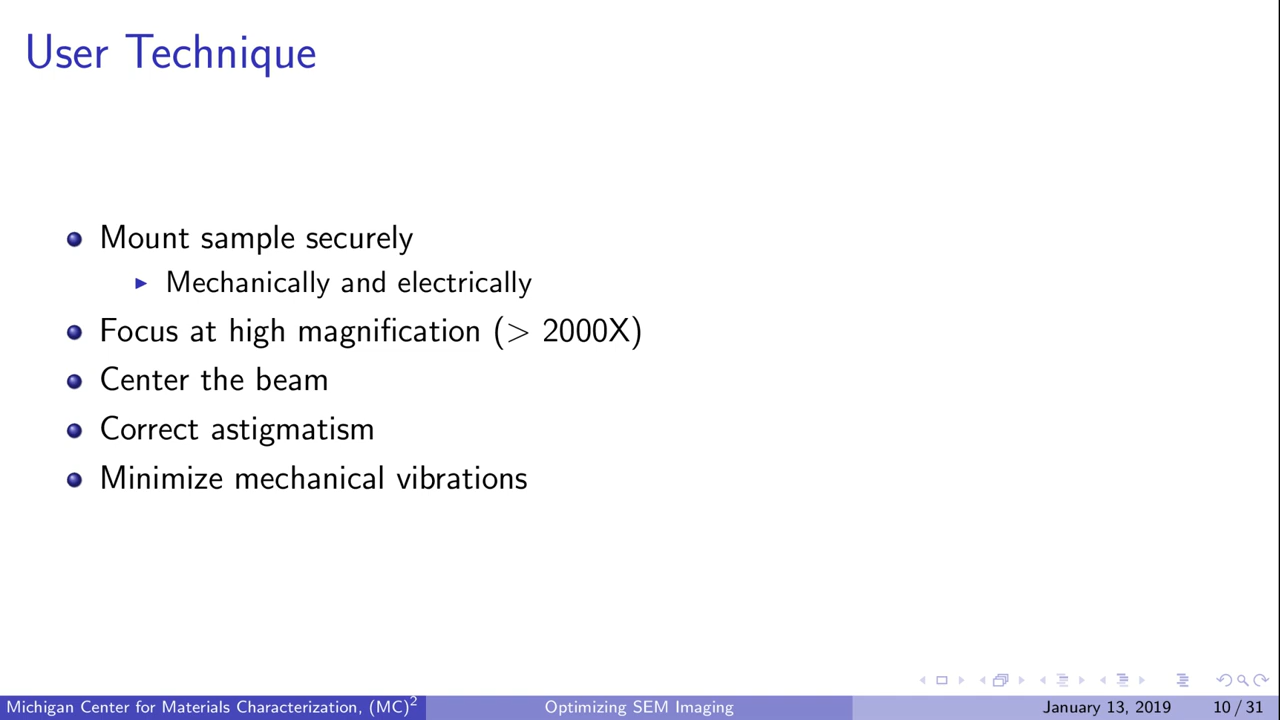 User Technique
Mount sample securely
Mechanically and electrically
Focus at high magnification (> 2000X)
Center the beam
Correct astigmatism
Minimize mechanical vibrations
Michigan Center for Materials Characterization, (MC)² Optimizing SEM Imaging January 13, 2019 10 / 31